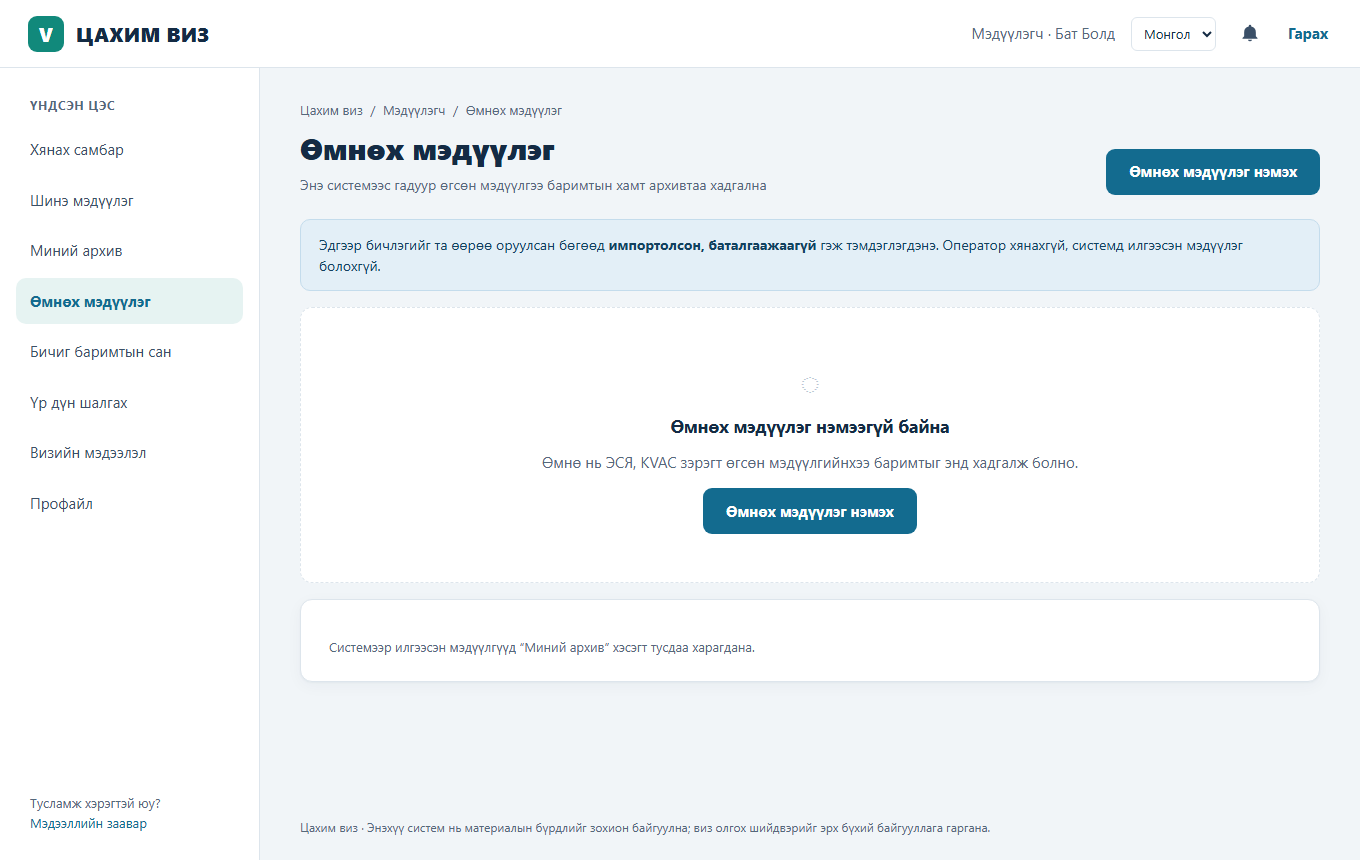 V ЦАХИМ ВИЗ
Мэдүүлэгч · Бат Болд
Монгол
Гарах
ҮНДСЭН ЦЭС
Хянах самбар
Шинэ мэдүүлэг
Миний архив
Өмнөх мэдүүлэг
Бичиг баримтын сан
Үр дүн шалгах
Визийн мэдээлэл
Профайл
Тусламж хэрэгтэй юу?
Мэдээллийн заавар
Цахим виз / Мэдүүлэгч / Өмнөх мэдүүлэг
Өмнөх мэдүүлэг
Энэ системээс гадуур өгсөн мэдүүлгээ баримтын хамт архивтаа хадгална
Өмнөх мэдүүлэг нэмэх
Эдгээр бичлэгийг та өөрөө оруулсан бөгөөд импортолсон, баталгаажаагүй гэж тэмдэглэгдэнэ. Оператор хянахгүй, системд илгээсэн мэдүүлэг
болохгүй.
Өмнөх мэдүүлэг нэмээгүй байна
Өмнө нь ЭСЯ, KVAC зэрэгт өгсөн мэдүүлгийнхээ баримтыг энд хадгалж болно.
Өмнөх мэдүүлэг нэмэх
Системээр илгээсэн мэдүүлгүүд “Миний архив” хэсэгт тусдаа харагдана.
Цахим виз · Энэхүү систем нь материалын бүрдлийг зохион байгуулна; виз олгох шийдвэрийг эрх бүхий байгууллага гаргана.